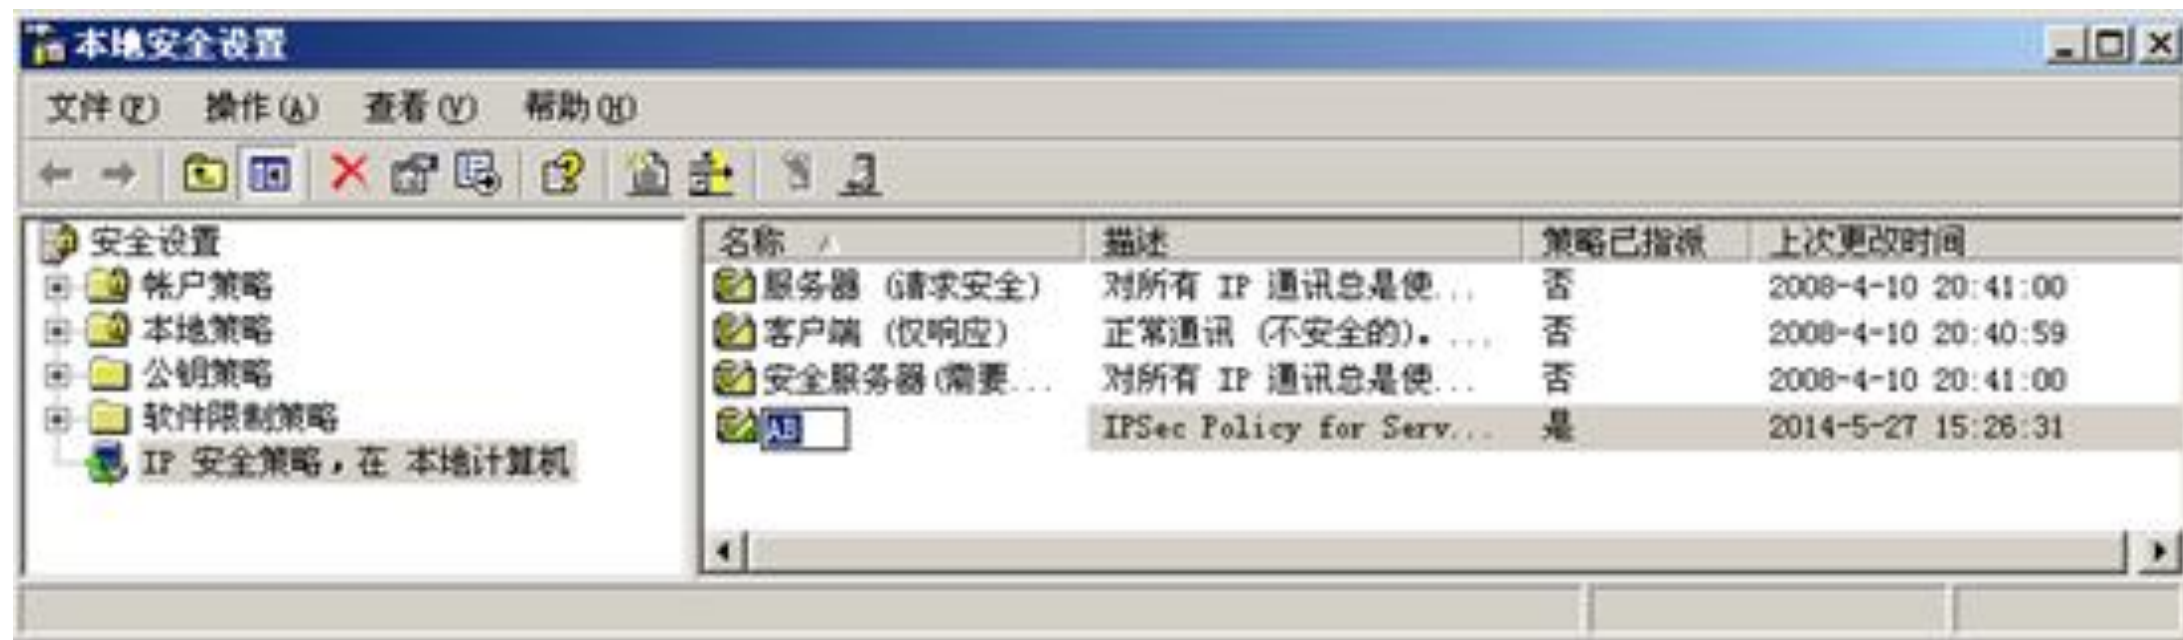 本地安全设置
文件(F) 操作(A) 查看(V) 帮助(H)
安全设置
帐户策略
本地策略
公钥策略
软件限制策略
IP 安全策略，在 本地计算机
名称 描述 策略已指派 上次更改时间
服务器 (请求安全) 对所有 IP 通讯总是使... 否 2008-4-10 20:41:00
客户端 (仅响应) 正常通讯 (不安全的)。... 否 2008-4-10 20:40:59
安全服务器(需要... 对所有 IP 通讯总是使... 否 2008-4-10 20:41:00
AB IPSec Policy for Serv... 是 2014-5-27 15:26:31